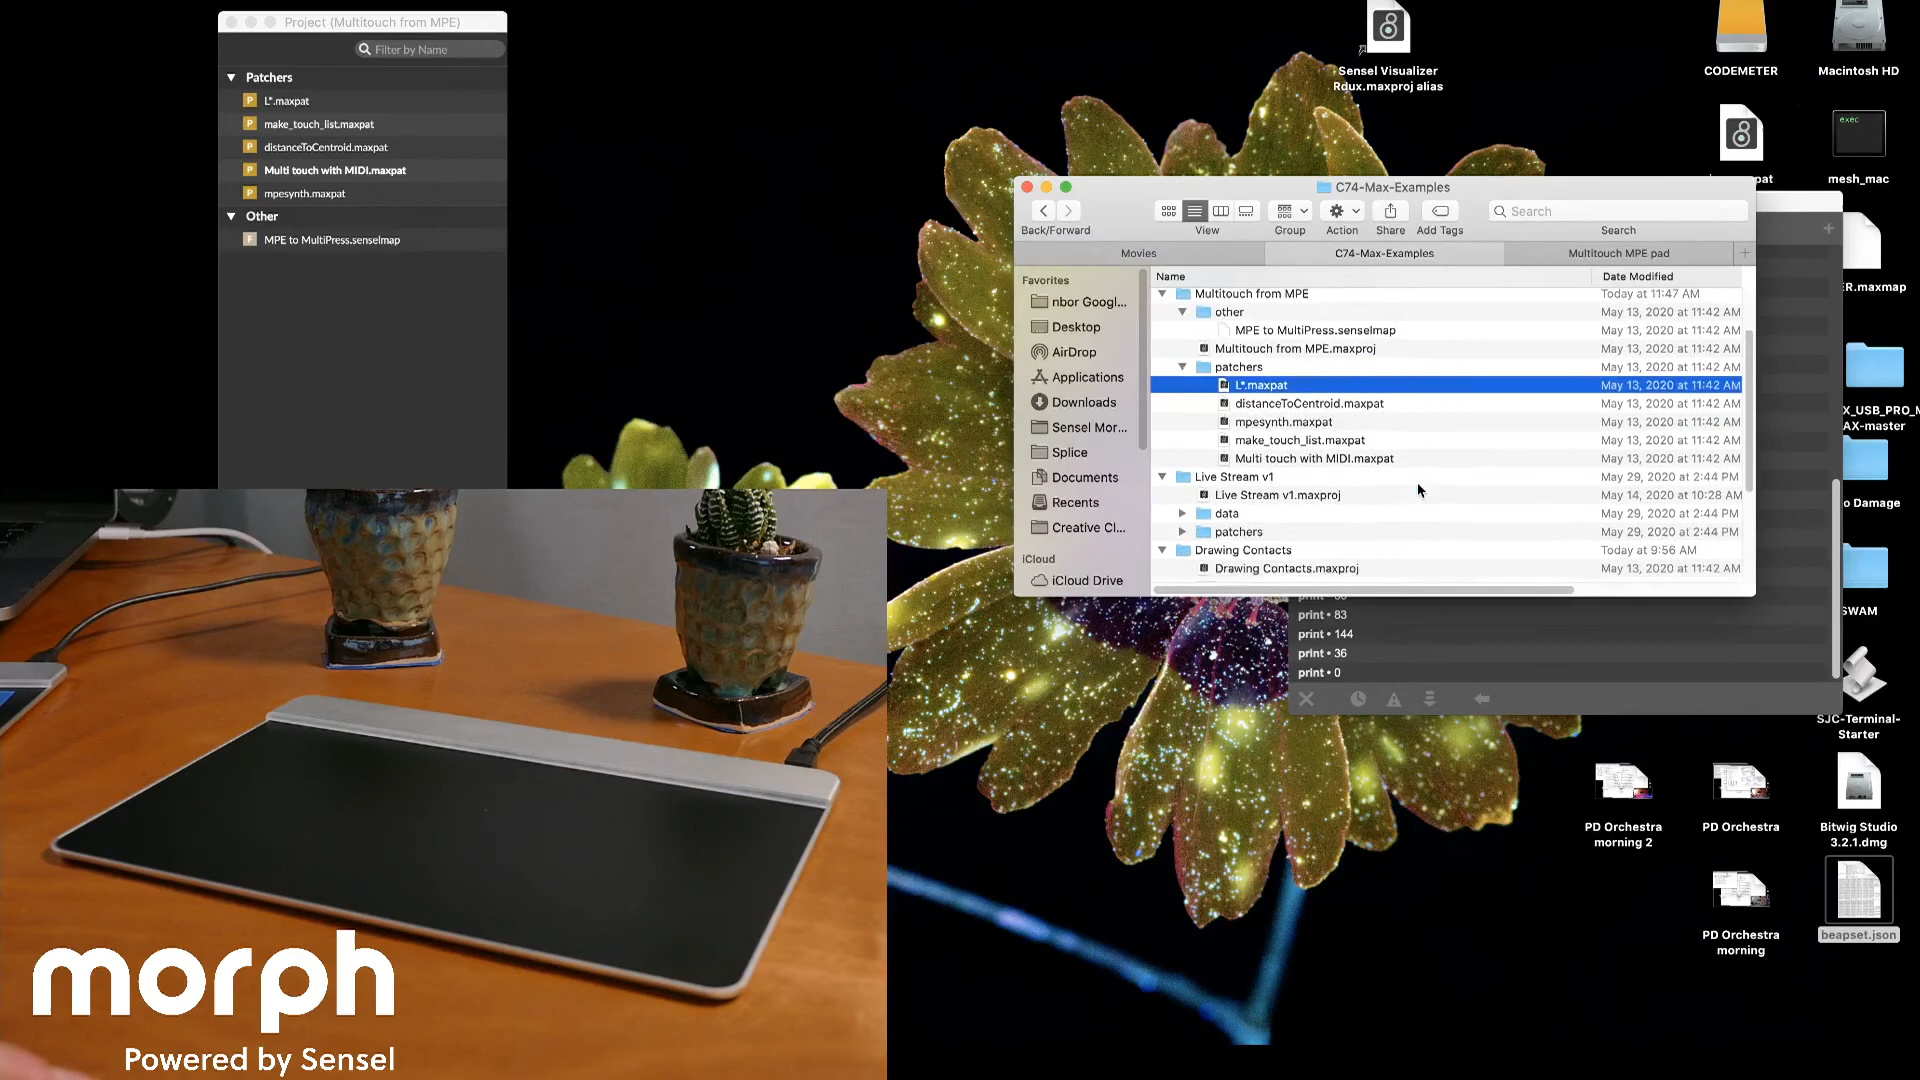 Project (Multitouch from MPE)
Filter by Name
Patchers
L*.maxpat
make_touch_list.maxpat
distanceToCentroid.maxpat
Multi touch with MIDI.maxpat
mpesynth.maxpat
Other
MPE to MultiPress.senselmap
Sensel Visualizer
Rdux.maxproj alias
CODEMETER
Macintosh HD
exec
mesh_mac
C74-Max-Examples
Back/Forward
View
Group
Action
Share
Add Tags
Search
Search
Movies
C74-Max-Examples
Multitouch MPE pad
Favorites
nbor Googl...
Desktop
AirDrop
Applications
Downloads
Sensel Mor...
Splice
Documents
Recents
Creative Cl...
iCloud
iCloud Drive
Name
Date Modified
Multitouch from MPE
Today at 11:47 AM
other
May 13, 2020 at 11:42 AM
MPE to MultiPress.senselmap
May 13, 2020 at 11:42 AM
Multitouch from MPE.maxproj
May 13, 2020 at 11:42 AM
patchers
May 13, 2020 at 11:42 AM
L*.maxpat
May 13, 2020 at 11:42 AM
distanceToCentroid.maxpat
May 13, 2020 at 11:42 AM
mpesynth.maxpat
May 13, 2020 at 11:42 AM
make_touch_list.maxpat
May 13, 2020 at 11:42 AM
Multi touch with MIDI.maxpat
May 13, 2020 at 11:42 AM
Live Stream v1
May 29, 2020 at 2:44 PM
Live Stream v1.maxproj
May 14, 2020 at 10:28 AM
data
May 29, 2020 at 2:44 PM
patchers
May 29, 2020 at 2:44 PM
Drawing Contacts
Today at 9:56 AM
Drawing Contacts.maxproj
May 13, 2020 at 11:42 AM
print • 83
print • 144
print • 36
print • 0
ER.maxmap
X_USB_PRO_M
AX-master
o Damage
SWAM
SJC-Terminal-
Starter
PD Orchestra
morning 2
PD Orchestra
Bitwig Studio
3.2.1.dmg
PD Orchestra
morning
beapset.json
morph
Powered by Sensel